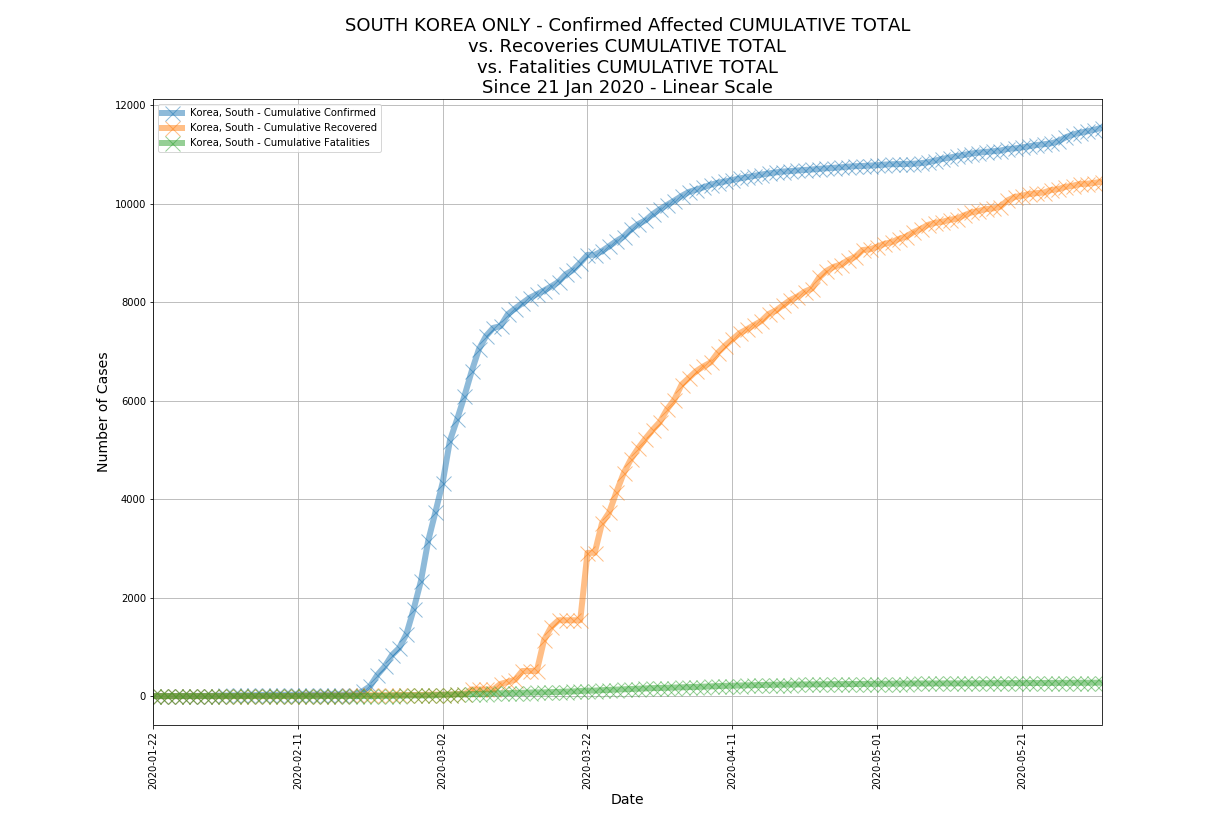 SOUTH KOREA ONLY - Confirmed Affected CUMULATIVE TOTAL
vs. Recoveries CUMULATIVE TOTAL
vs. Fatalities CUMULATIVE TOTAL
Since 21 Jan 2020 - Linear Scale
Korea, South - Cumulative Confirmed
Korea, South - Cumulative Recovered
Korea, South - Cumulative Fatalities
Number of Cases
12000
10000
8000
6000
4000
2000
0
2020-01-22
2020-02-11
2020-03-02
2020-03-22
2020-04-11
2020-05-01
2020-05-21
Date